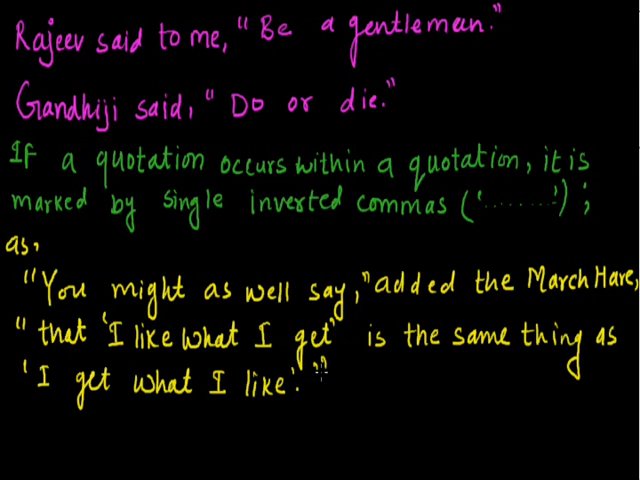 Rajeev said to me, "Be a gentleman."
Gandhiji said, "Do or die."
If a quotation occurs within a quotation, it is
marked by single inverted commas ('.........');
as,
"You might as well say," added the March Hare,
"that 'I like what I get' is the same thing as
'I get what I like'."